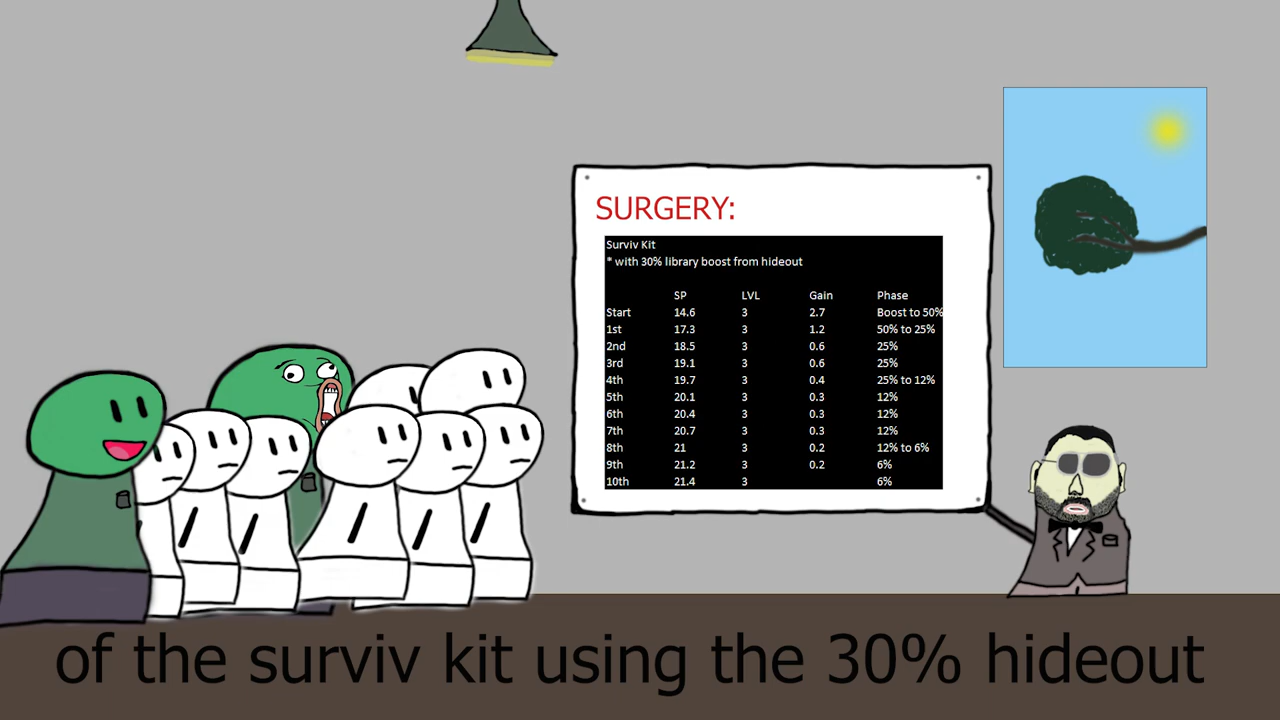 SURGERY:
Surviv Kit
* with 30% library boost from hideout
SP LVL Gain Phase
Start 14.6 3 2.7 Boost to 50%
1st 17.3 3 1.2 50% to 25%
2nd 18.5 3 0.6 25%
3rd 19.1 3 0.6 25%
4th 19.7 3 0.4 25% to 12%
5th 20.1 3 0.3 12%
6th 20.4 3 0.3 12%
7th 20.7 3 0.3 12%
8th 21 3 0.2 12% to 6%
9th 21.2 3 0.2 6%
10th 21.4 3 6%
of the surviv kit using the 30% hideout